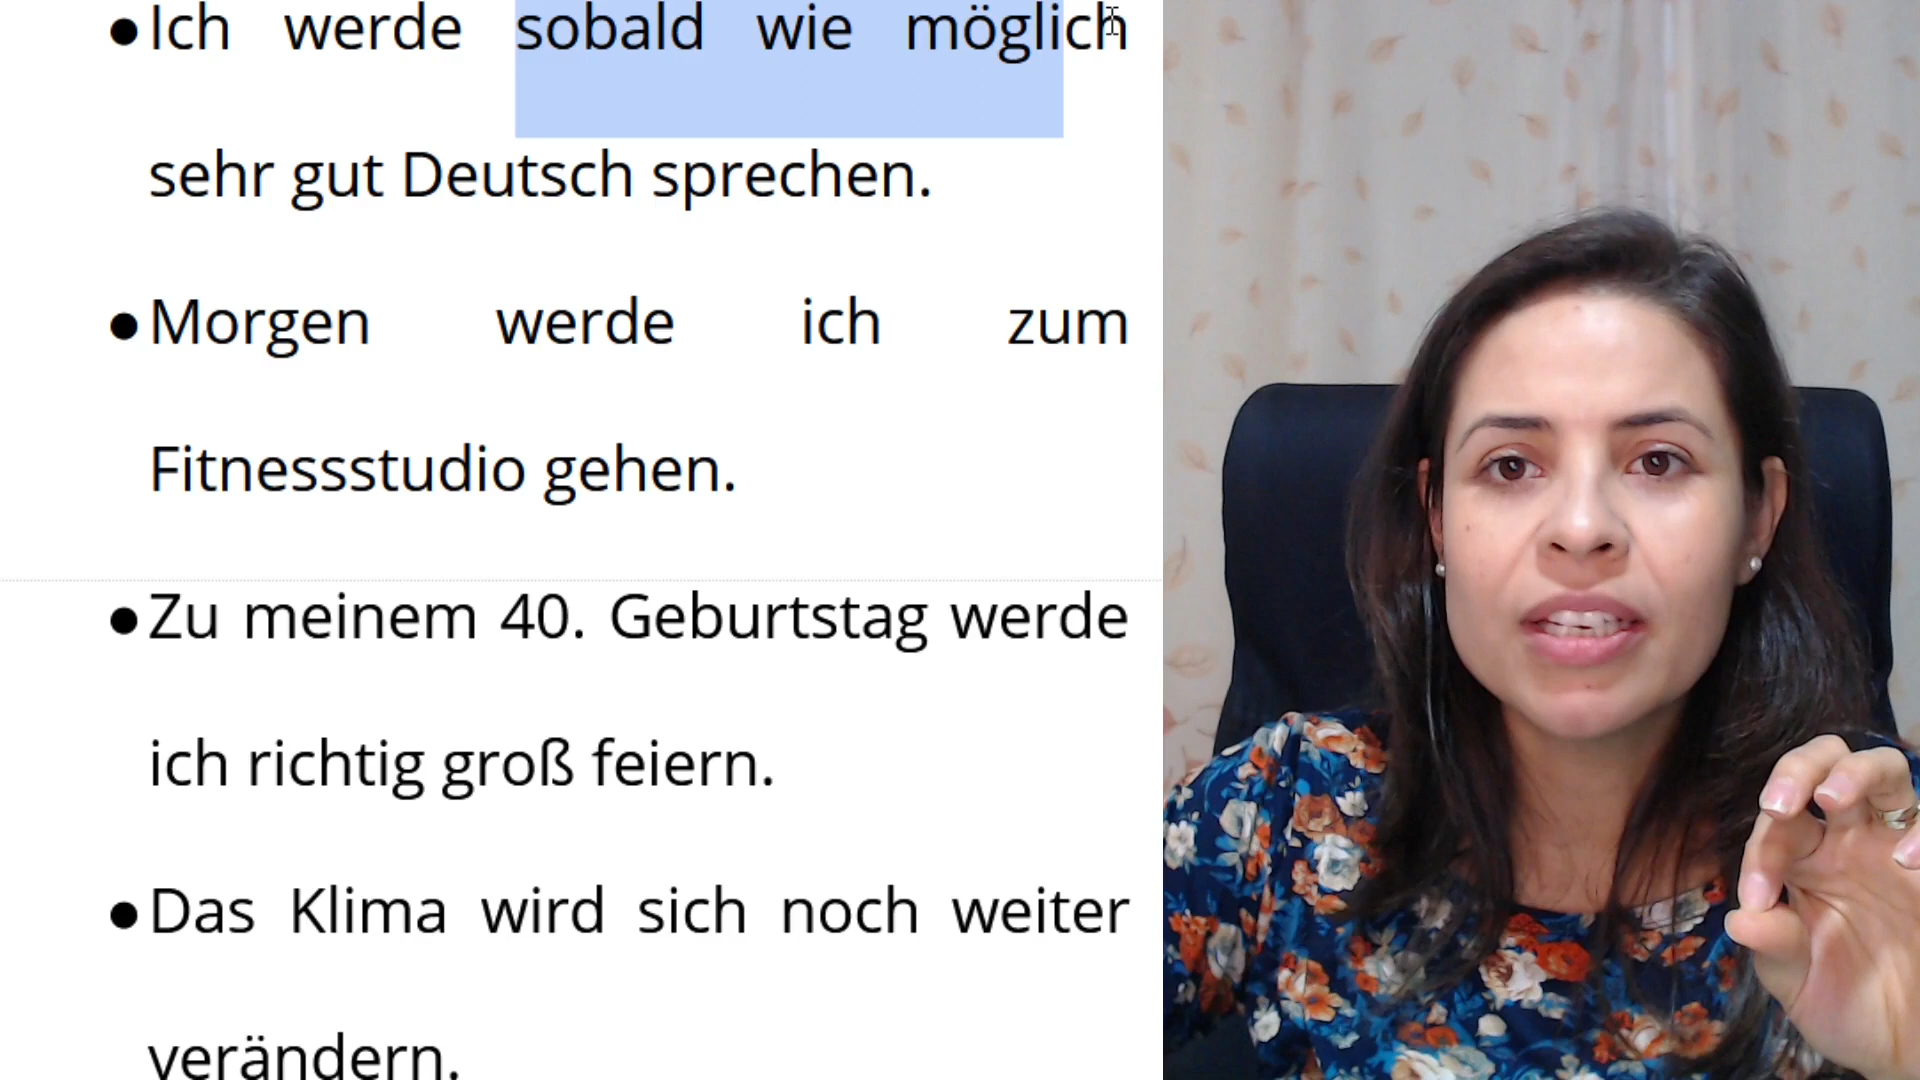 ● Ich werde sobald wie möglich
sehr gut Deutsch sprechen.
● Morgen werde ich zum
Fitnessstudio gehen.
● Zu meinem 40. Geburtstag werde
ich richtig groß feiern.
● Das Klima wird sich noch weiter
verändern.